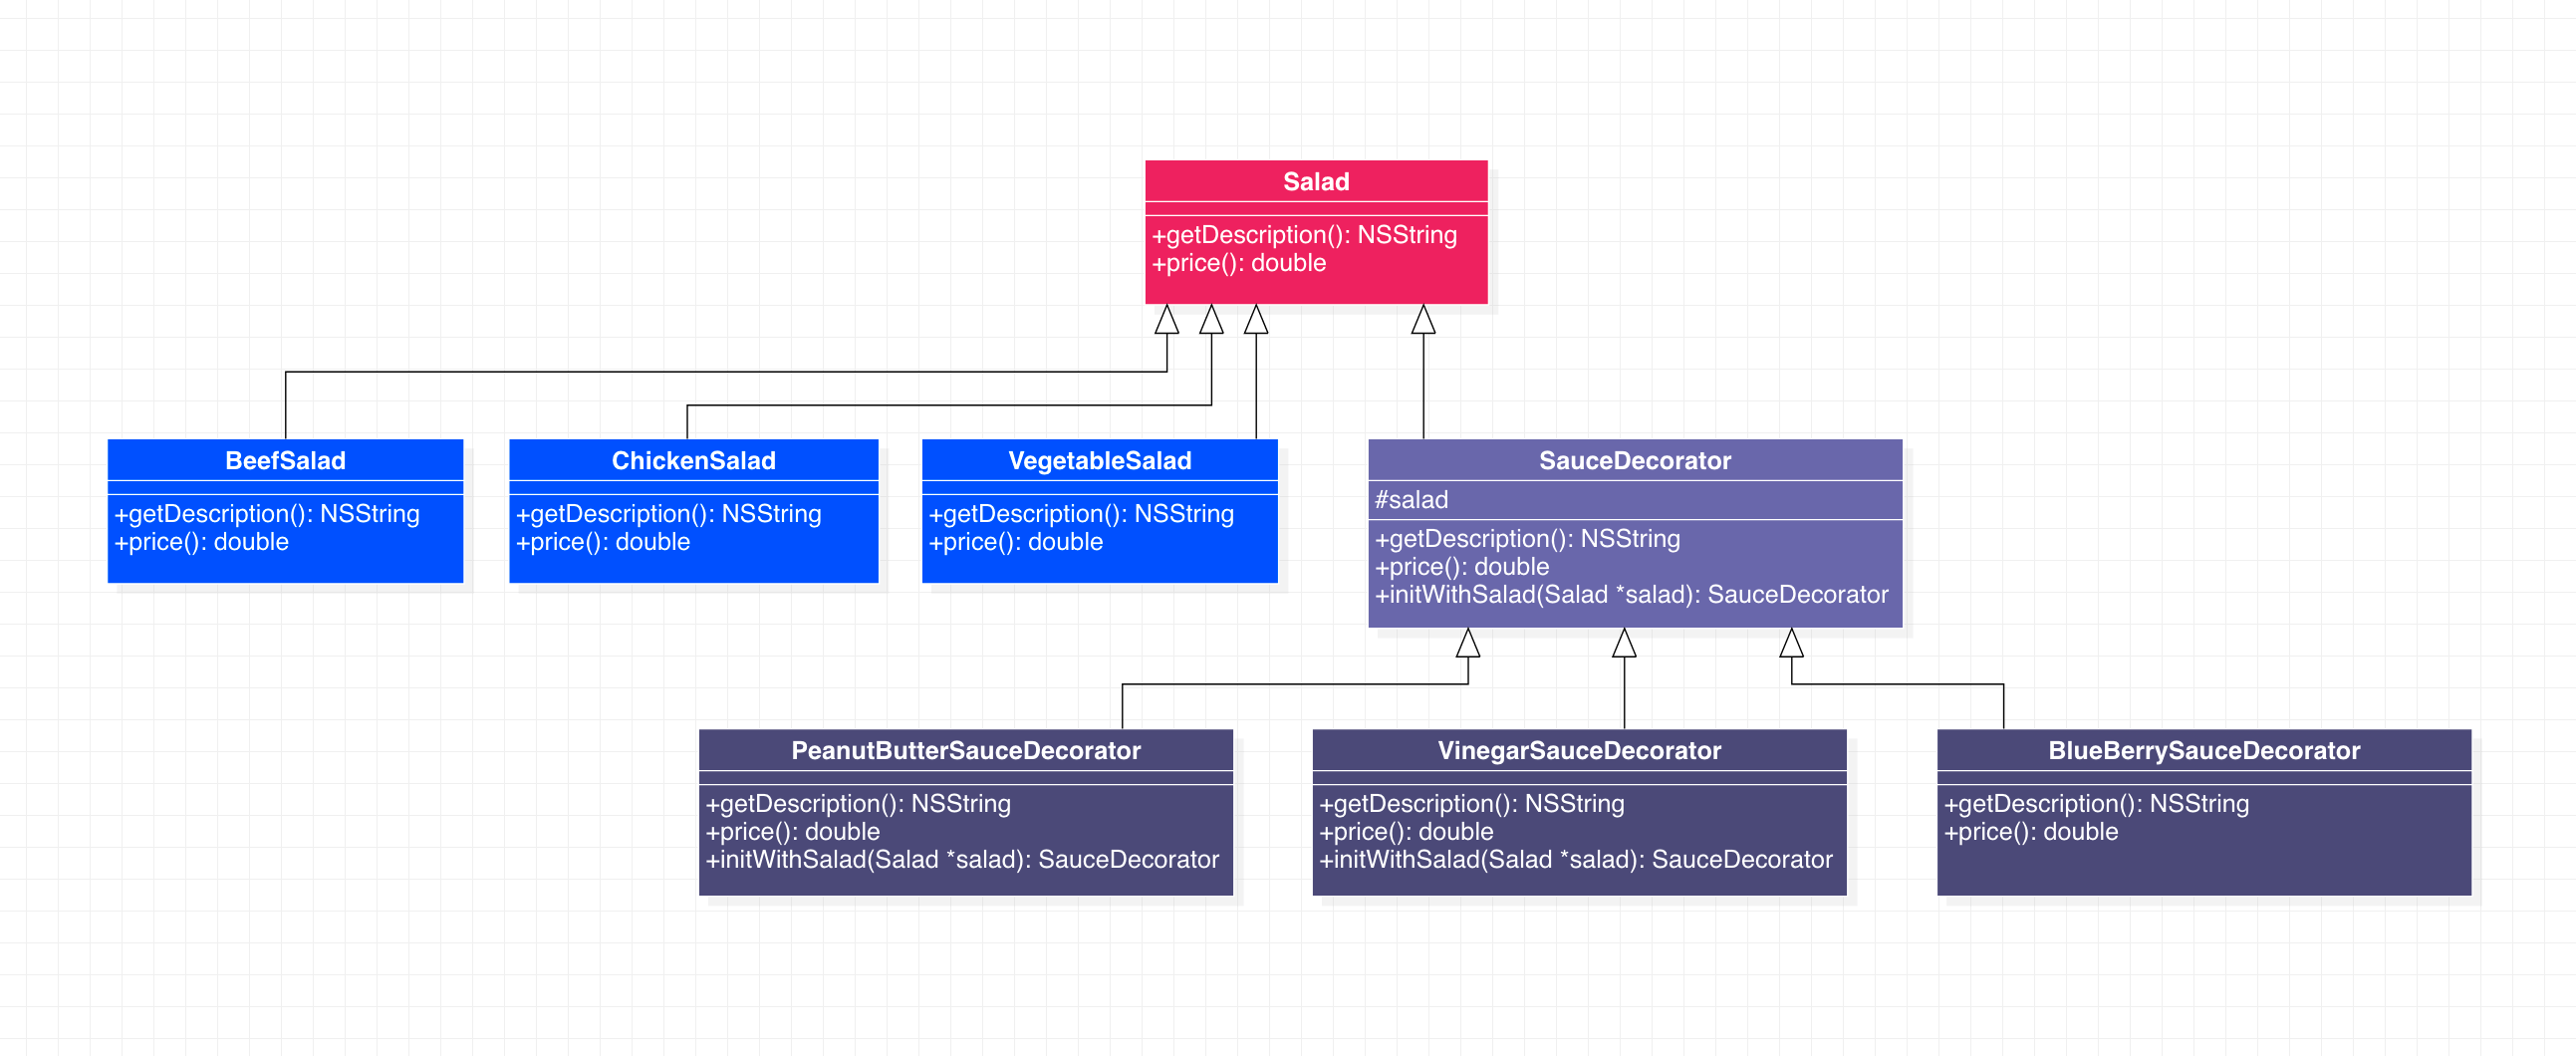 Salad
+getDescription(): NSString
+price(): double
BeefSalad
+getDescription(): NSString
+price(): double
ChickenSalad
+getDescription(): NSString
+price(): double
VegetableSalad
+getDescription(): NSString
+price(): double
SauceDecorator
#salad
+getDescription(): NSString
+price(): double
+initWithSalad(Salad *salad): SauceDecorator
PeanutButterSauceDecorator
+getDescription(): NSString
+price(): double
+initWithSalad(Salad *salad): SauceDecorator
VinegarSauceDecorator
+getDescription(): NSString
+price(): double
+initWithSalad(Salad *salad): SauceDecorator
BlueBerrySauceDecorator
+getDescription(): NSString
+price(): double